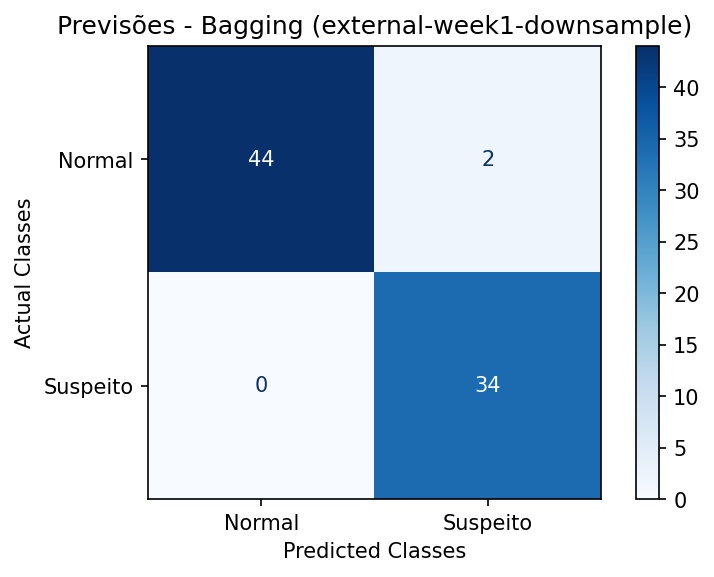 Previsões - Bagging (external-week1-downsample)
Actual Classes
Normal
Suspeito
44
2
0
34
Normal
Suspeito
Predicted Classes
40
35
30
25
20
15
10
5
0